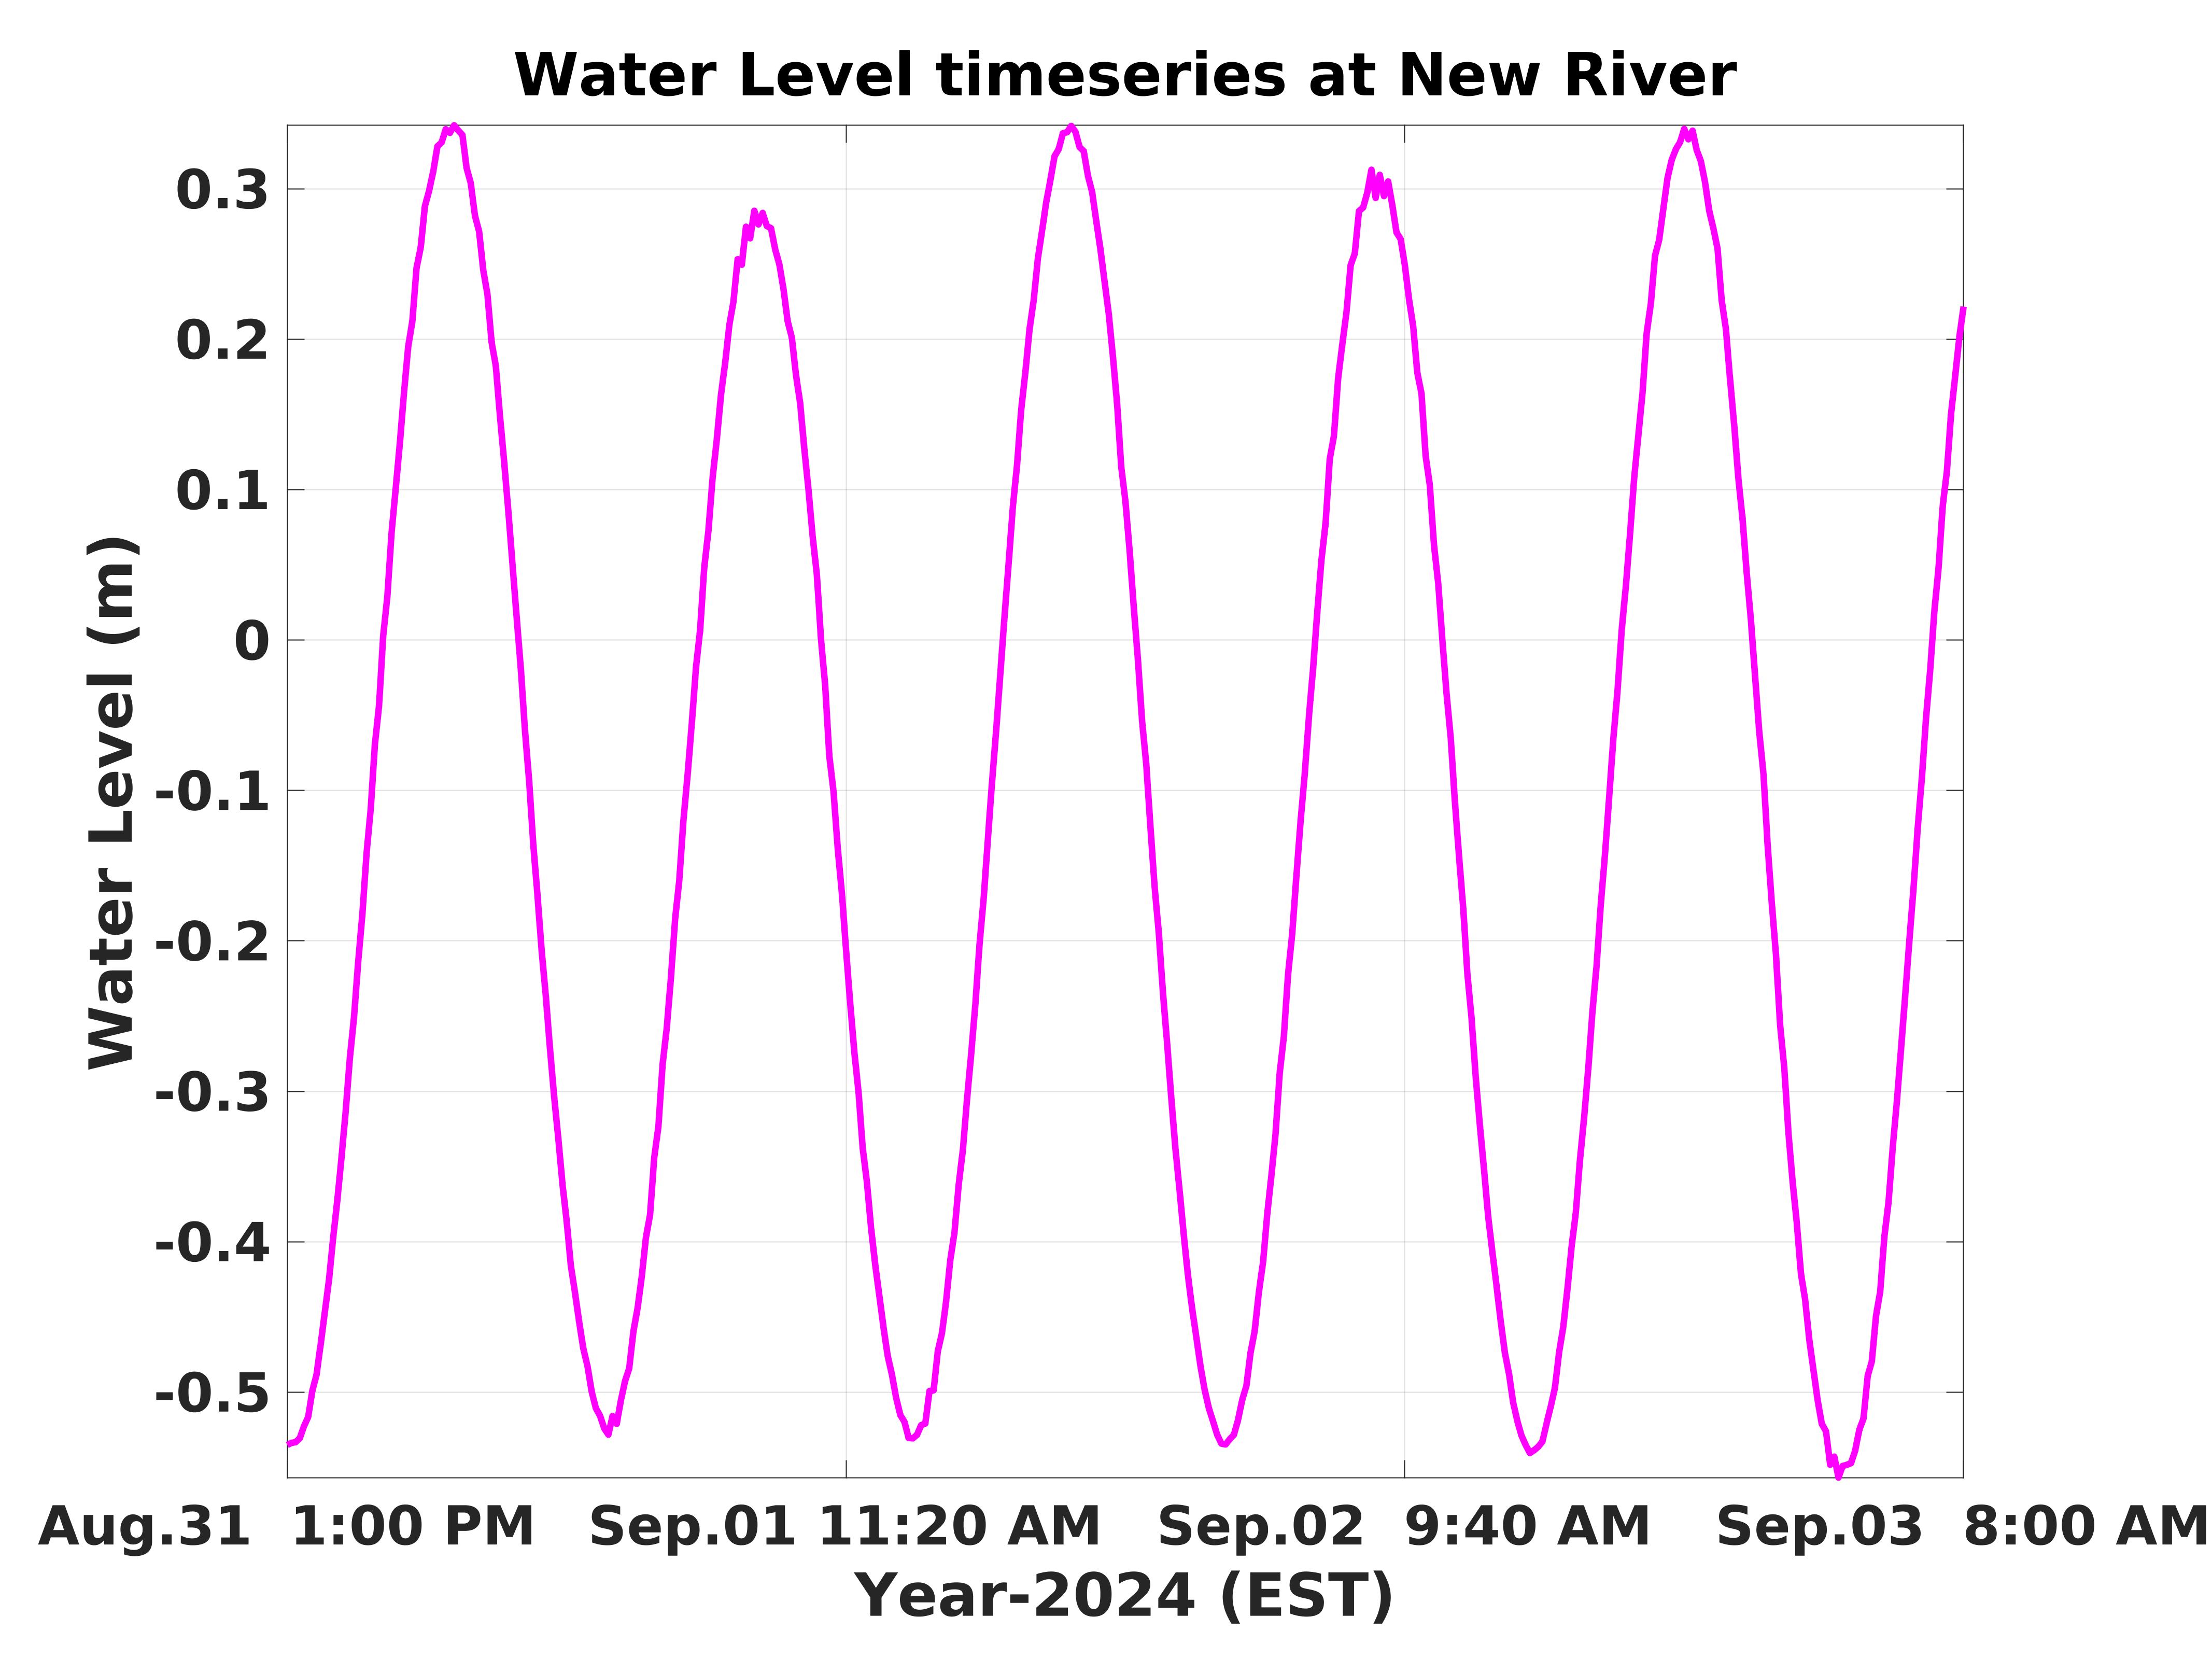 Water Level timeseries at New River
Water Level (m)
0.3
0.2
0.1
0
-0.1
-0.2
-0.3
-0.4
-0.5
Aug.31 1:00 PM Sep.01 11:20 AM Sep.02 9:40 AM Sep.03 8:00 AM
Year-2024 (EST)